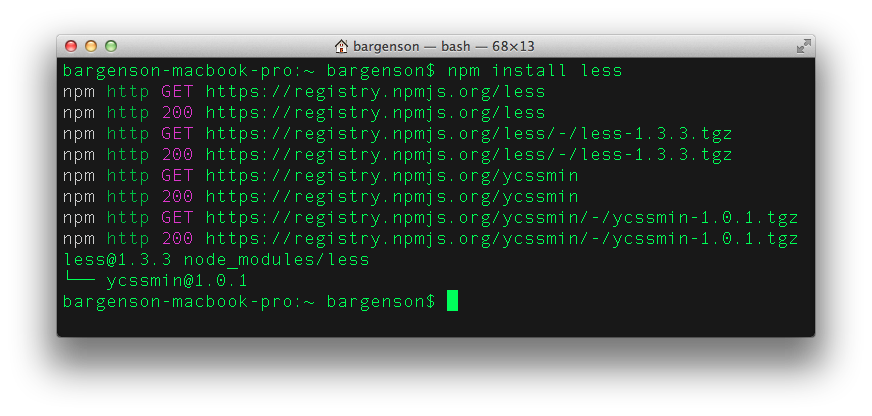 bargenson — bash — 68×13
bargenson-macbook-pro:~ bargenson$ npm install less
npm http GET https://registry.npmjs.org/less
npm http 200 https://registry.npmjs.org/less
npm http GET https://registry.npmjs.org/less/-/less-1.3.3.tgz
npm http 200 https://registry.npmjs.org/less/-/less-1.3.3.tgz
npm http GET https://registry.npmjs.org/ycssmin
npm http 200 https://registry.npmjs.org/ycssmin
npm http GET https://registry.npmjs.org/ycssmin/-/ycssmin-1.0.1.tgz
npm http 200 https://registry.npmjs.org/ycssmin/-/ycssmin-1.0.1.tgz
less@1.3.3 node_modules/less
└── ycssmin@1.0.1
bargenson-macbook-pro:~ bargenson$